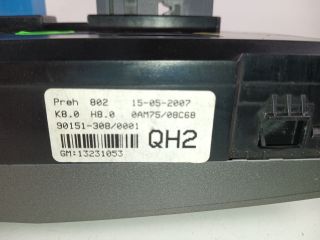 Preh 802 15-05-2007
K8.0 H8.0 0AM75/08C68
90151-308/0001
QH2
GM:13231053